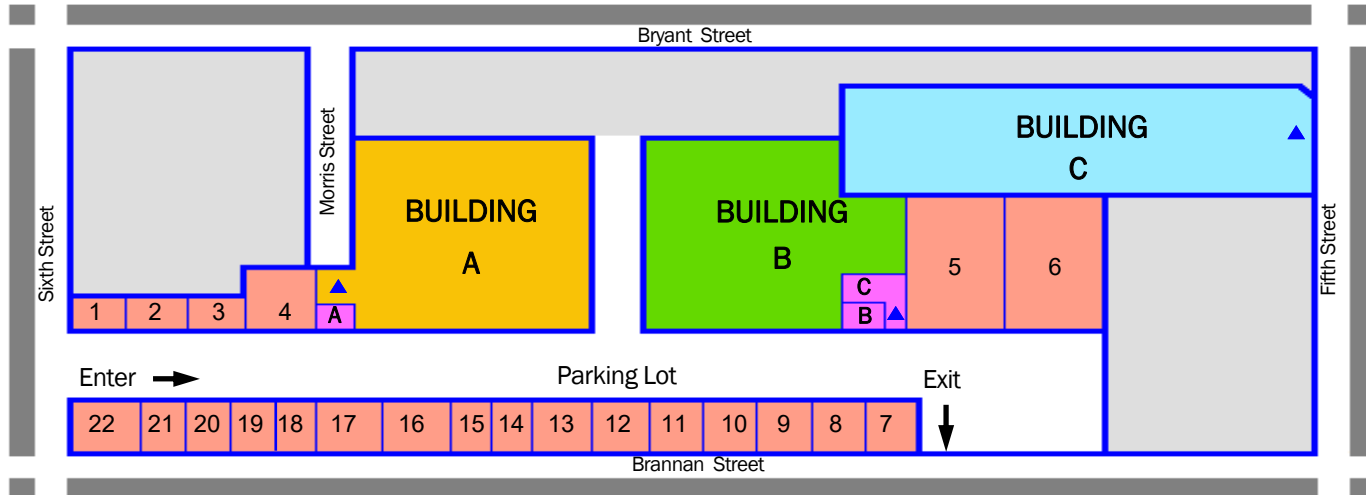 Bryant Street
Morris Street
Sixth Street
Fifth Street
BUILDING
A
BUILDING
B
BUILDING
C
1
2
3
4
A
C
B
5
6
Enter
Parking Lot
Exit
22
21
20
19
18
17
16
15
14
13
12
11
10
9
8
7
Brannan Street